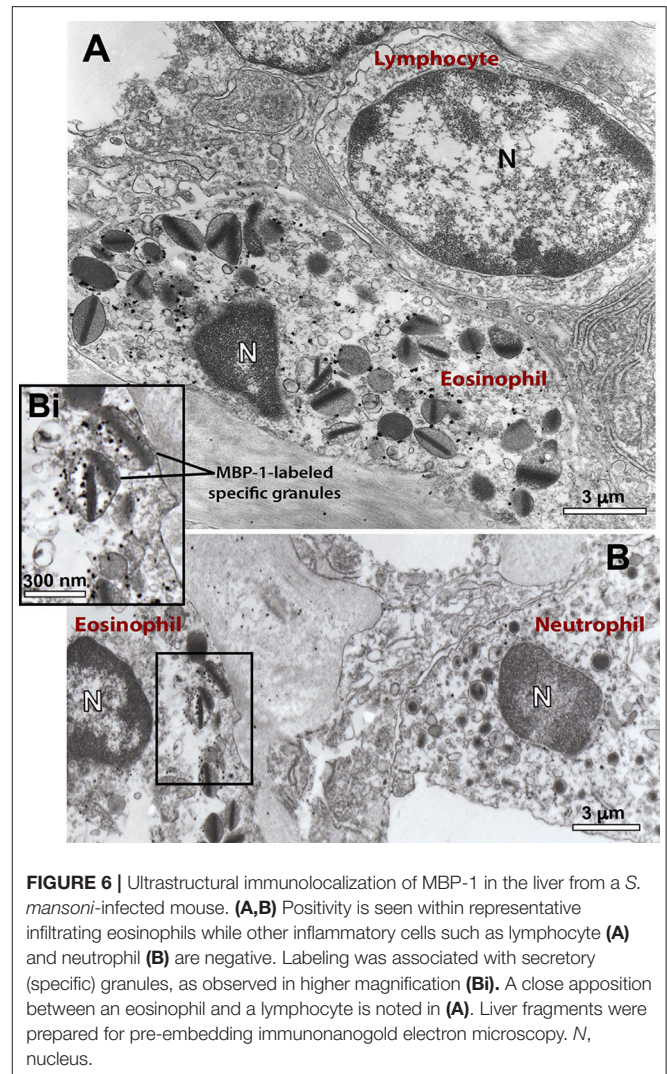 A
Lymphocyte
N
N
Eosinophil
3 µm
Bi
MBP-1-labeled
specific granules
300 nm
B
Eosinophil
Neutrophil
N
N
3 µm
FIGURE 6 | Ultrastructural immunolocalization of MBP-1 in the liver from a S.
mansoni-infected mouse. (A,B) Positivity is seen within representative
infiltrating eosinophils while other inflammatory cells such as lymphocyte (A)
and neutrophil (B) are negative. Labeling was associated with secretory
(specific) granules, as observed in higher magnification (Bi). A close apposition
between an eosinophil and a lymphocyte is noted in (A). Liver fragments were
prepared for pre-embedding immunonanogold electron microscopy. N,
nucleus.